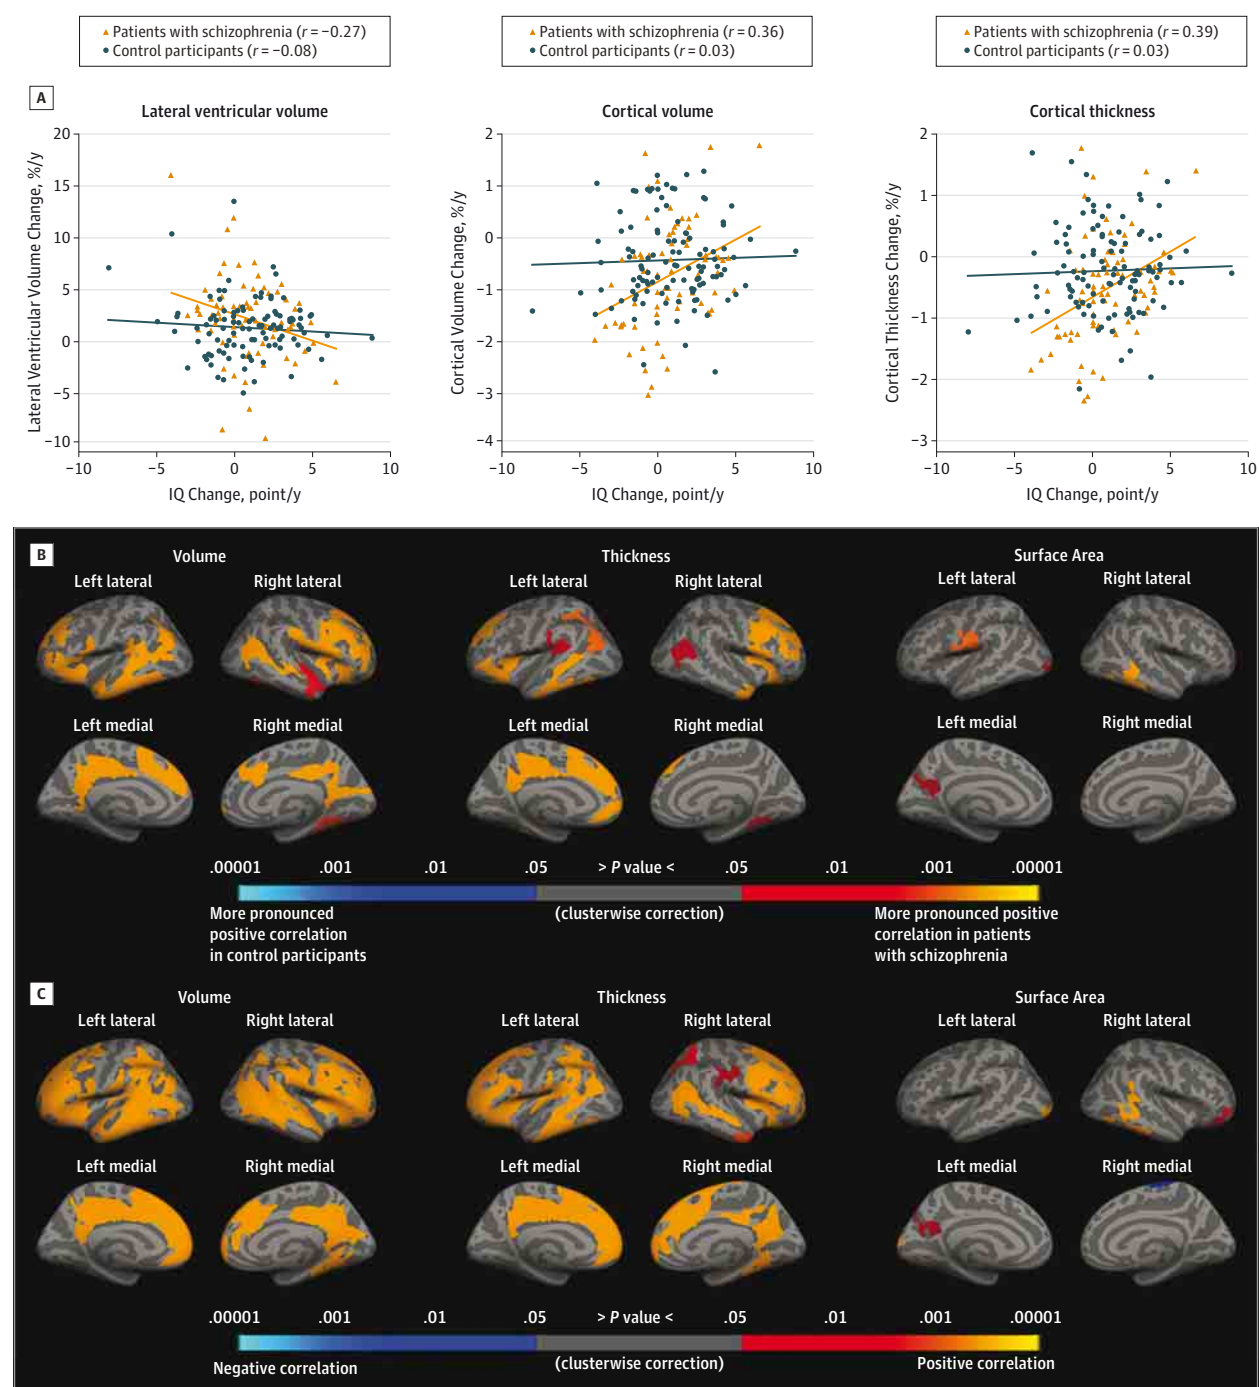 Patients with schizophrenia (r = −0.27)
Control participants (r = −0.08)
Patients with schizophrenia (r = 0.36)
Control participants (r = 0.03)
Patients with schizophrenia (r = 0.39)
Control participants (r = 0.03)
A
Lateral ventricular volume
Lateral Ventricular Volume Change, %/y
20
15
10
5
0
−5
−10
−10 −5 0 5 10
IQ Change, point/y
Cortical volume
Cortical Volume Change, %/y
2
1
0
−1
−2
−3
−4
−10 −5 0 5 10
IQ Change, point/y
Cortical thickness
Cortical Thickness Change, %/y
2
1
0
−1
−2
−3
−10 −5 0 5 10
IQ Change, point/y
B
Volume Thickness Surface Area
Left lateral Right lateral Left lateral Right lateral Left lateral Right lateral
Left medial Right medial Left medial Right medial Left medial Right medial
.00001 .001 .01 .05 > P value < .05 .01 .001 .00001
More pronounced
positive correlation
in control participants
(clusterwise correction)
More pronounced positive
correlation in patients
with schizophrenia
C
Volume Thickness Surface Area
Left lateral Right lateral Left lateral Right lateral Left lateral Right lateral
Left medial Right medial Left medial Right medial Left medial Right medial
.00001 .001 .01 .05 > P value < .05 .01 .001 .00001
Negative correlation (clusterwise correction) Positive correlation